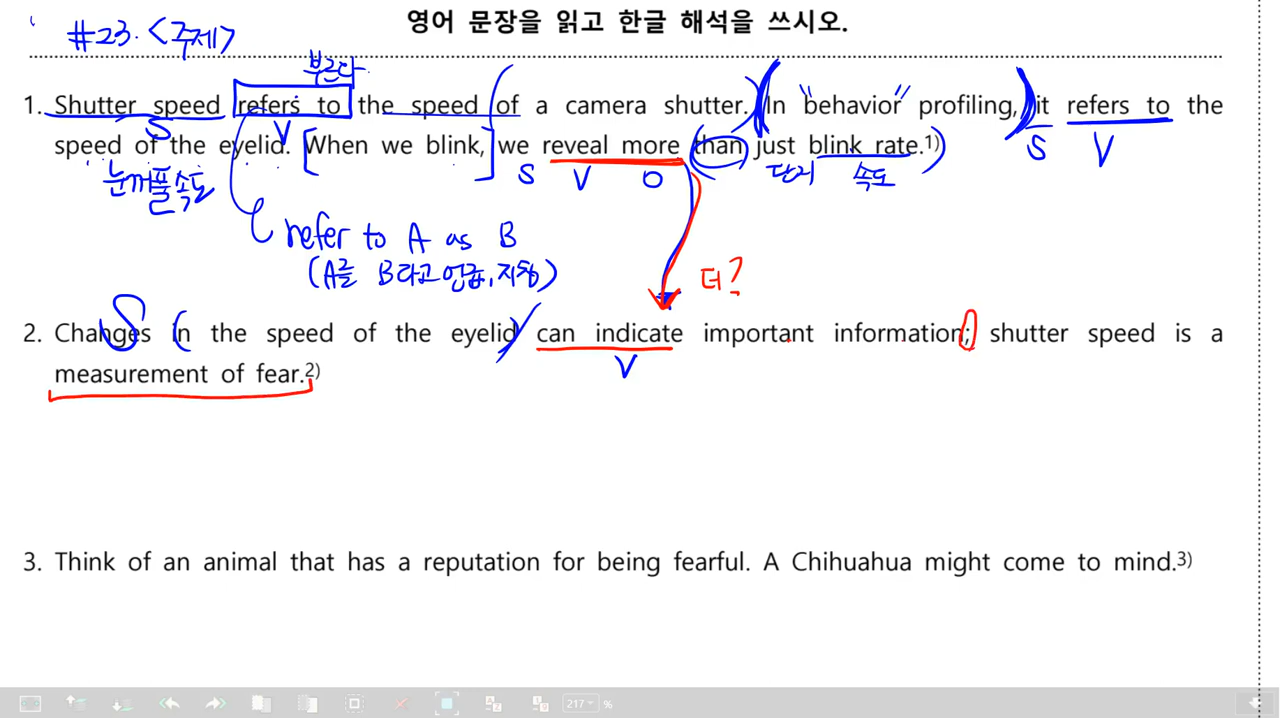 영어 문장을 읽고 한글 해석을 쓰시오.
#23. <주제>
부른다.
1. Shutter speed refers to the speed of a camera shutter. In "behavior" profiling, it refers to the
S V S V
speed of the eyelid. When we blink, we reveal more than just blink rate.1)
눈꺼풀 속도 S V O 단지 속도
refer to A as B
(A를 B라고 언급, 지칭)
더?
S
2. Changes in the speed of the eyelid can indicate important information; shutter speed is a
V
measurement of fear.2)
3. Think of an animal that has a reputation for being fearful. A Chihuahua might come to mind.3)
217 %